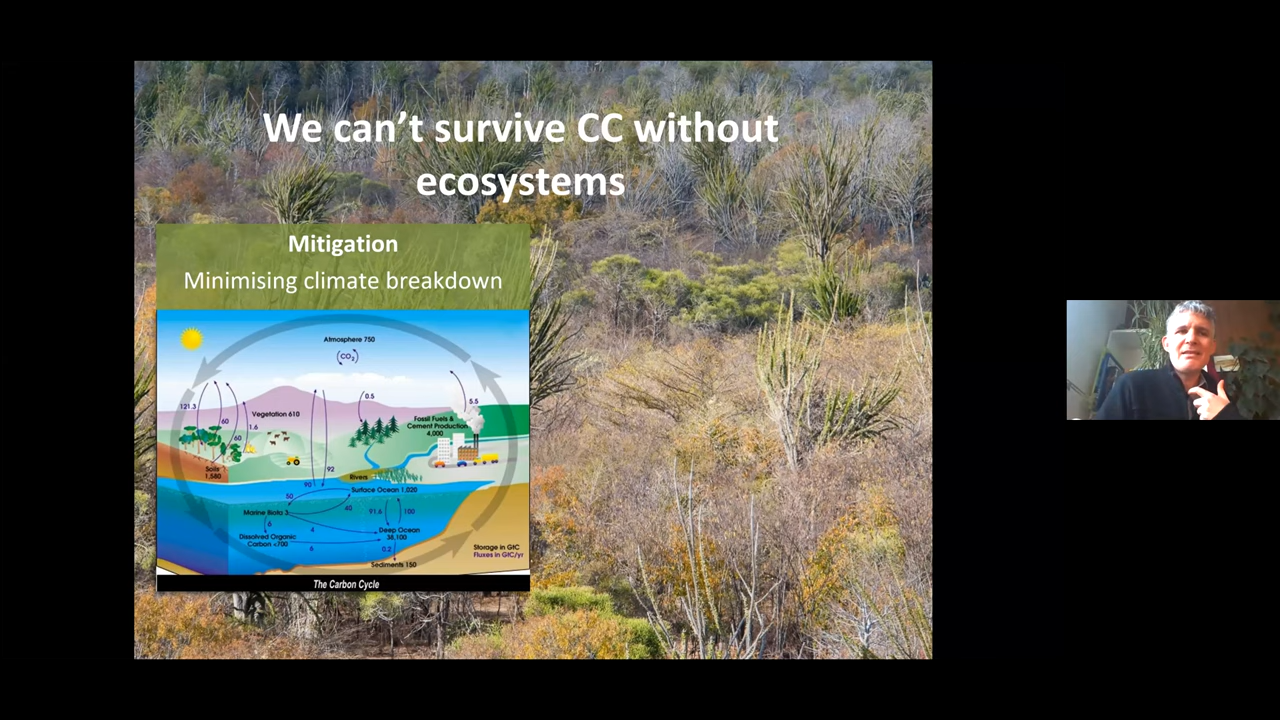 We can't survive CC without
ecosystems
Mitigation
Minimising climate breakdown
Atmosphere 750
CO2
121.3
60
60
1.6
Vegetation 610
0.5
5.5
Fossil Fuels &
Cement Production
4,000
Soils
1,580
92
90
Rivers
Surface Ocean 1,020
50
40
91.6
100
Marine Biota 3
6
4
Dissolved Organic
Carbon <700
6
Deep Ocean
38,100
0.2
Sediments 150
Storage in GtC
Fluxes in GtC/yr
The Carbon Cycle